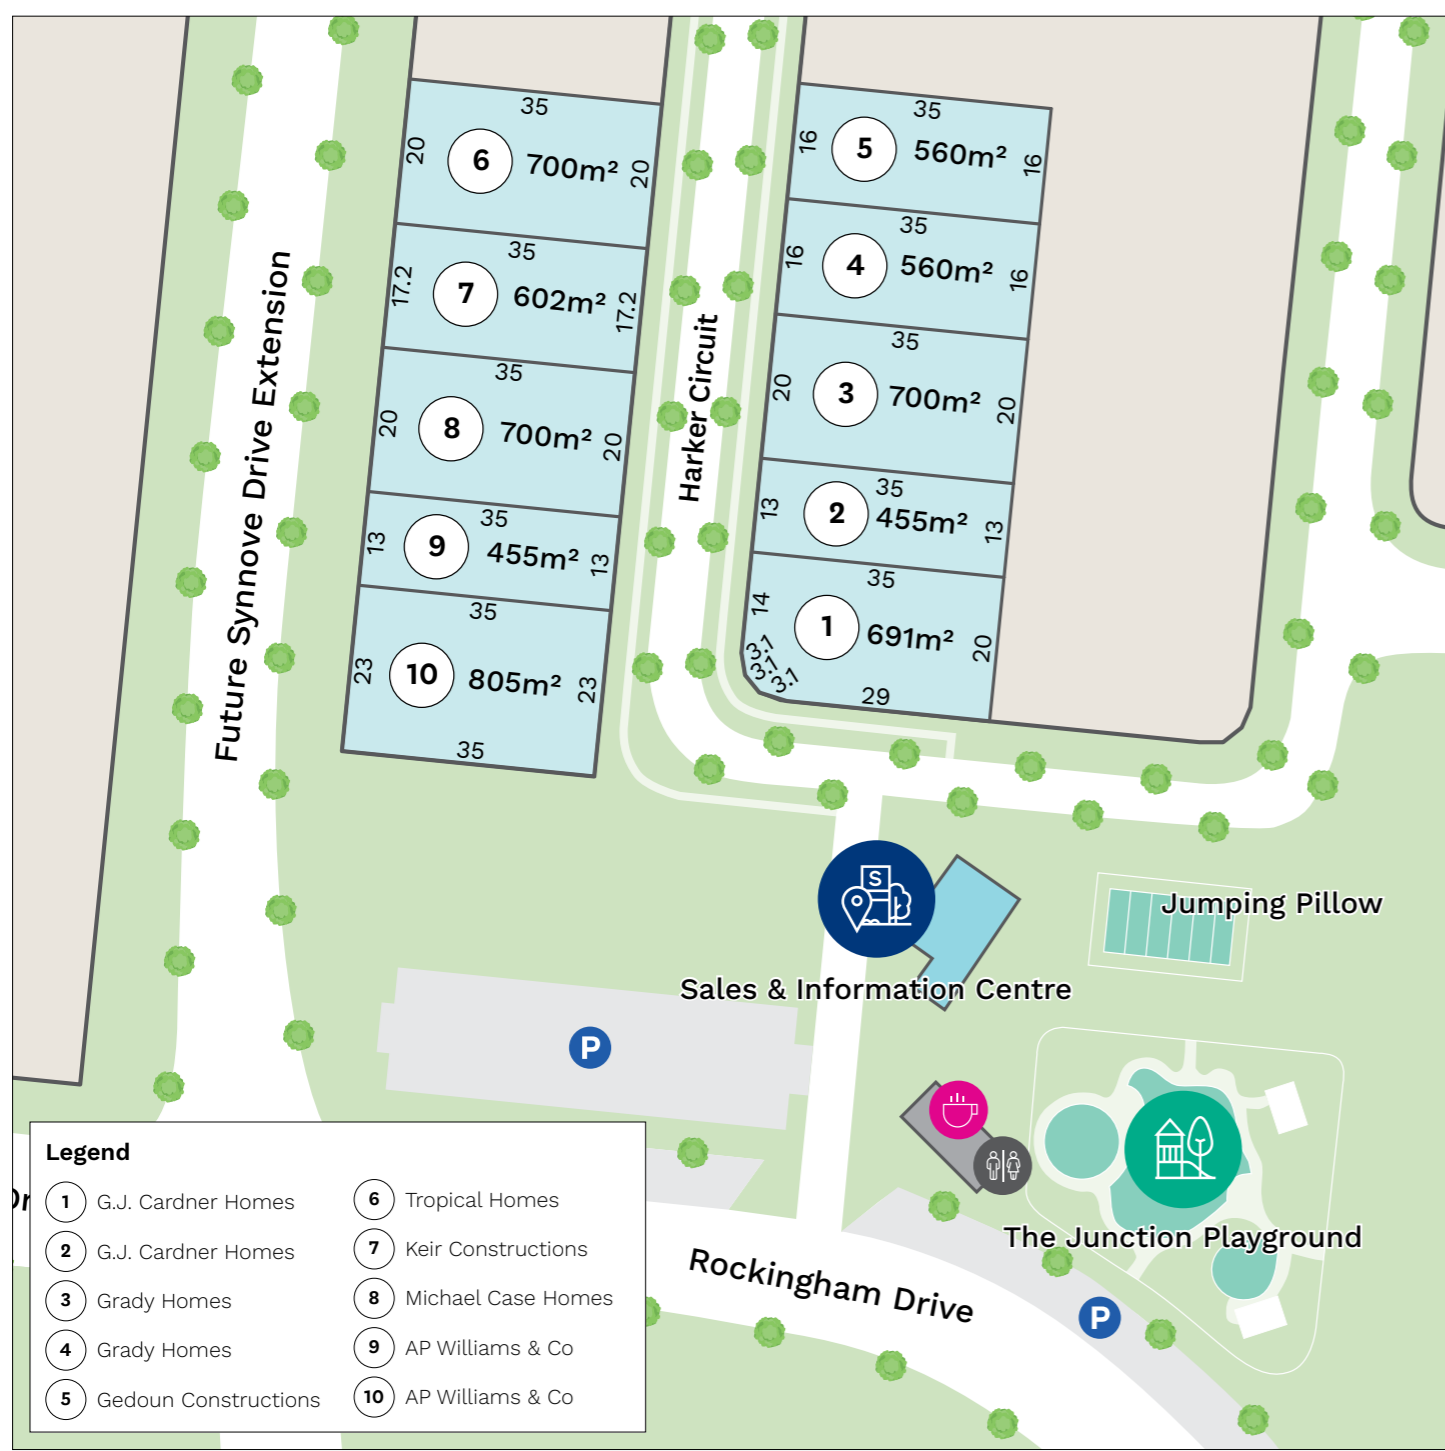 35
20
6
700m²
20
35
17.2
7
602m²
17.2
35
20
8
700m²
20
35
13
9
455m²
13
35
23
10
805m²
23
35
35
16
5
560m²
16
35
16
4
560m²
16
35
20
3
700m²
20
35
13
2
455m²
13
35
14
1
691m²
20
3.1
3.1
3.1
29
Future Synnove Drive Extension
Harker Circuit
S
Jumping Pillow
Sales & Information Centre
P
The Junction Playground
Rockingham Drive
P
Dr
Legend
1 G.J. Cardner Homes
2 G.J. Cardner Homes
3 Grady Homes
4 Grady Homes
5 Gedoun Constructions
6 Tropical Homes
7 Keir Constructions
8 Michael Case Homes
9 AP Williams & Co
10 AP Williams & Co